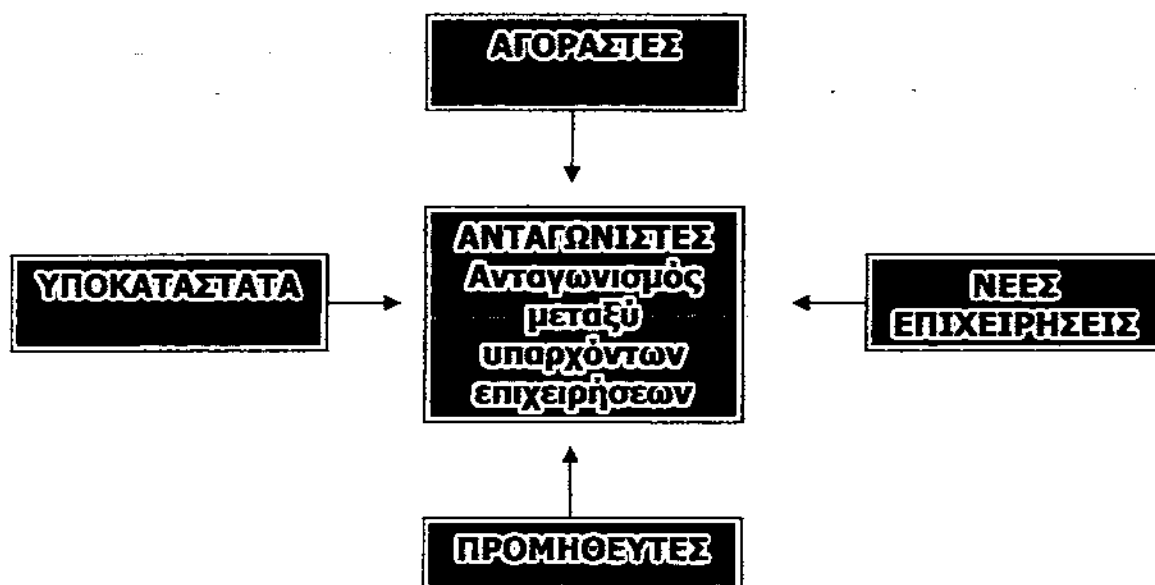 ΑΓΟΡΑΣΤΕΣ
ΑΝΤΑΓΩΝΙΣΤΕΣ
Ανταγωνισμός
μεταξύ
υπαρχόντων
επιχειρήσεων
ΥΠΟΚΑΤΑΣΤΑΤΑ
ΝΕΕΣ
ΕΠΙΧΕΙΡΗΣΕΙΣ
ΠΡΟΜΗΘΕΥΤΕΣ